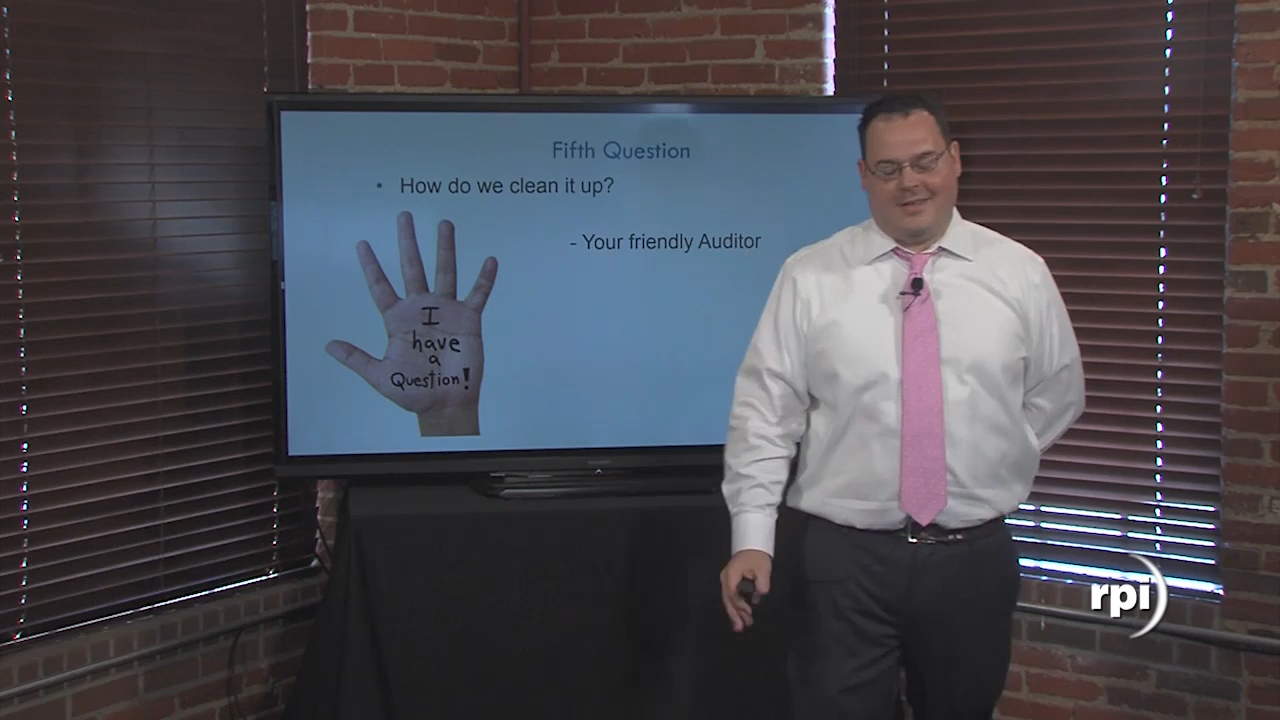 Fifth Question
• How do we clean it up?
- Your friendly Auditor
I
have
a
Question!
rpi